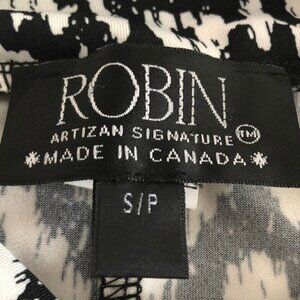 ROBIN
ARTIZAN SIGNATURE TM
MADE IN CANADA
S/P